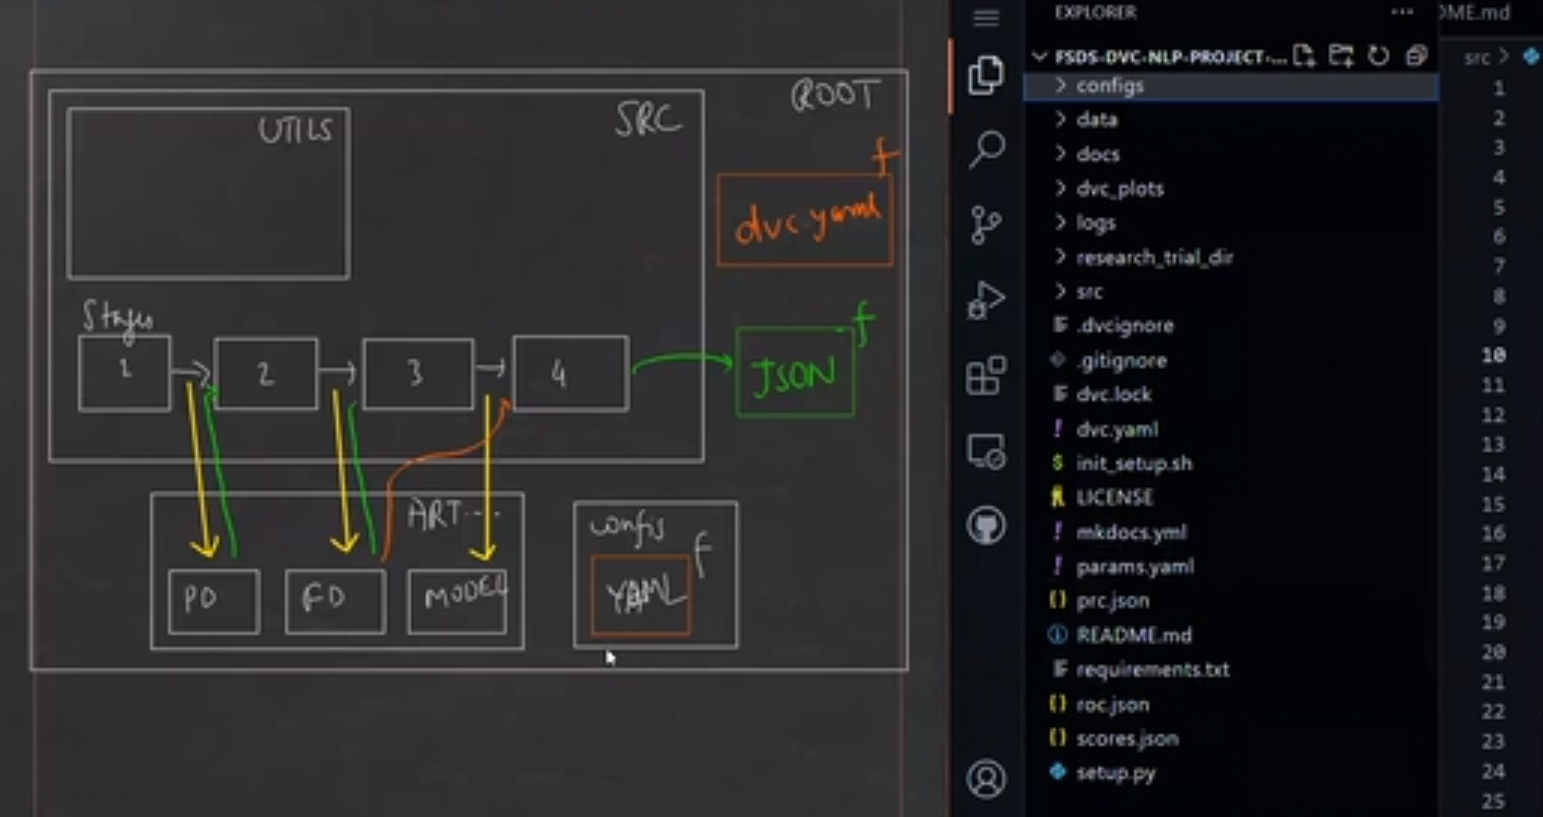 ROOT
SRC
UTILS
f
dvc.yaml
Stages
1
2
3
4
f
JSON
ART...
PD
FD
MODEL
config
f
YAML
EXPLORER
FSDS-DVC-NLP-PROJECT-...
configs
data
docs
dvc_plots
logs
research_trial_dir
src
.dvcignore
.gitignore
dvc.lock
! dvc.yaml
$ init_setup.sh
LICENSE
! mkdocs.yml
! params.yaml
{} prc.json
README.md
requirements.txt
{} roc.json
{} scores.json
setup.py
OME.md
src >
1
2
3
4
5
6
7
8
9
10
11
12
13
14
15
16
17
18
19
20
21
22
23
24
25